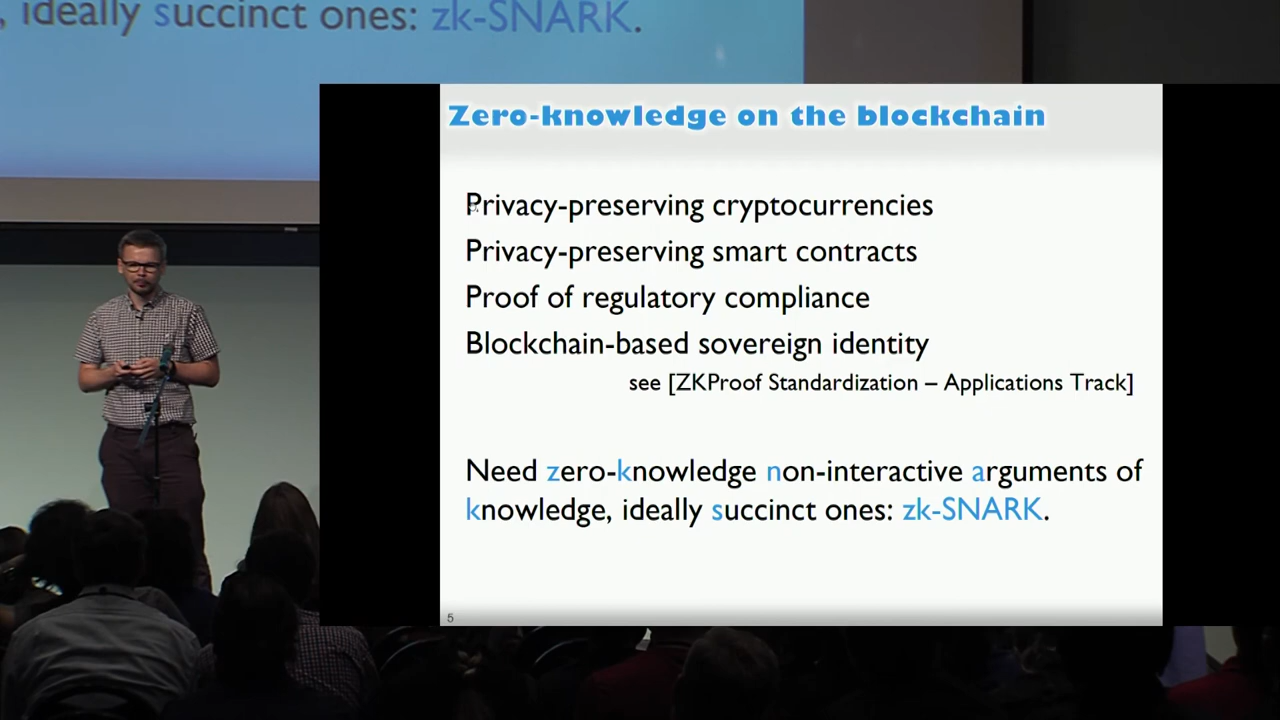 , ideally succinct ones: zk-SNARK.
Zero-knowledge on the blockchain
Privacy-preserving cryptocurrencies
Privacy-preserving smart contracts
Proof of regulatory compliance
Blockchain-based sovereign identity
see [ZKProof Standardization – Applications Track]
Need zero-knowledge non-interactive arguments of
knowledge, ideally succinct ones: zk-SNARK.
5